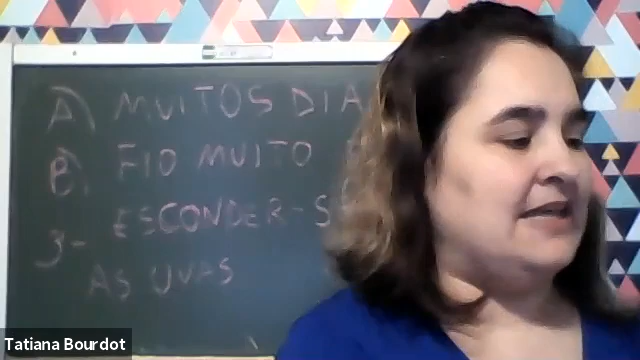 A) MUITOS DIA
B) FIO MUITO
3- ESCONDER-S
AS UVAS
Tatiana Bourdot